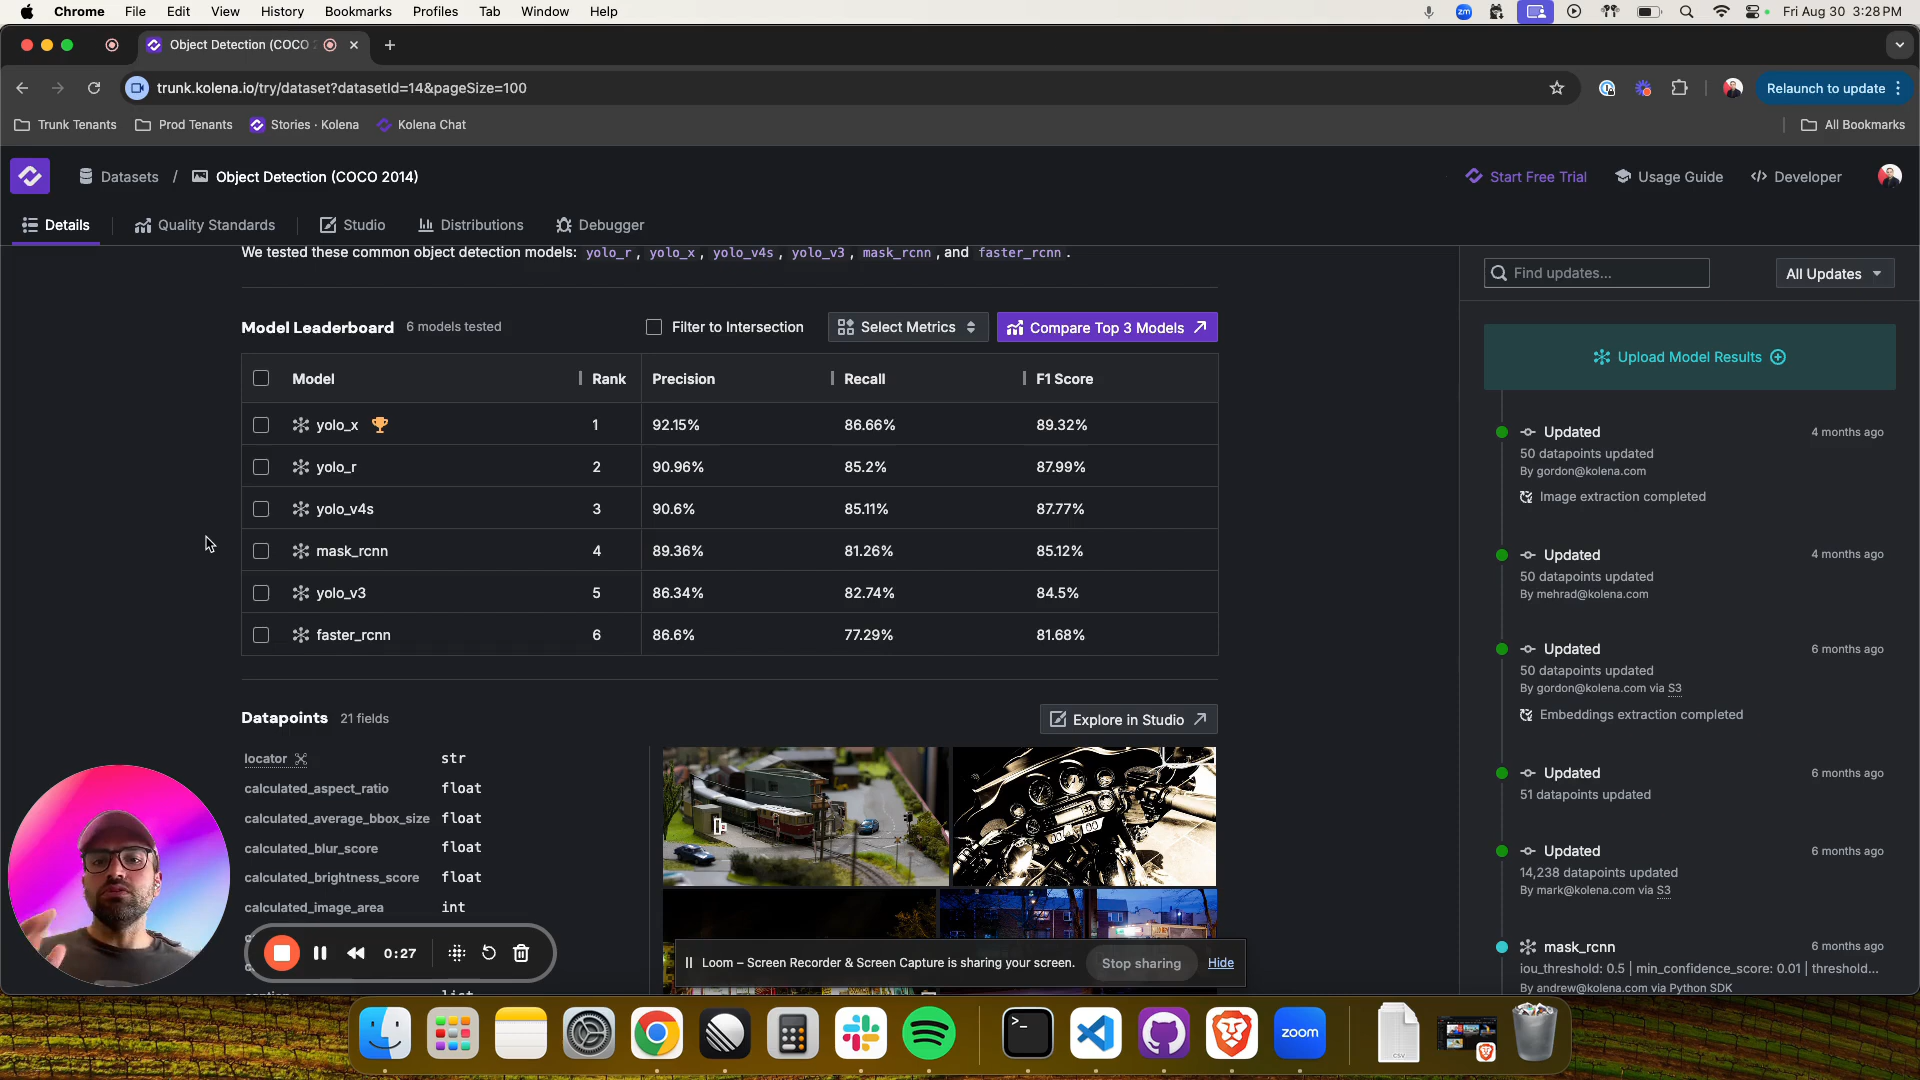 Chrome File Edit View History Bookmarks Profiles Tab Window Help
zm
Fri Aug 30 3:28 PM
Object Detection (COCO 2
trunk.kolena.io/try/dataset?datasetId=14&pageSize=100
Relaunch to update
Trunk Tenants Prod Tenants Stories · Kolena Kolena Chat
All Bookmarks
Datasets / Object Detection (COCO 2014)
Start Free Trial Usage Guide Developer
Details Quality Standards Studio Distributions Debugger
We tested these common object detection models: yolo_r, yolo_x, yolo_v4s, yolo_v3, mask_rcnn, and faster_rcnn.
Model Leaderboard 6 models tested
Filter to Intersection Select Metrics Compare Top 3 Models
Model Rank Precision Recall F1 Score
yolo_x 1 92.15% 86.66% 89.32%
yolo_r 2 90.96% 85.2% 87.99%
yolo_v4s 3 90.6% 85.11% 87.77%
mask_rcnn 4 89.36% 81.26% 85.12%
yolo_v3 5 86.34% 82.74% 84.5%
faster_rcnn 6 86.6% 77.29% 81.68%
Datapoints 21 fields
Explore in Studio
locator str
calculated_aspect_ratio float
calculated_average_bbox_size float
calculated_blur_score float
calculated_brightness_score float
calculated_image_area int
0:27
Loom – Screen Recorder & Screen Capture is sharing your screen. Stop sharing Hide
Find updates...
All Updates
Upload Model Results
Updated 4 months ago
50 datapoints updated
By gordon@kolena.com
Image extraction completed
Updated 4 months ago
50 datapoints updated
By mehrad@kolena.com
Updated 6 months ago
50 datapoints updated
By gordon@kolena.com via S3
Embeddings extraction completed
Updated 6 months ago
51 datapoints updated
Updated 6 months ago
14,238 datapoints updated
By mark@kolena.com via S3
mask_rcnn 6 months ago
iou_threshold: 0.5 | min_confidence_score: 0.01 | threshold...
By andrew@kolena.com via Python SDK
zoom
CSV